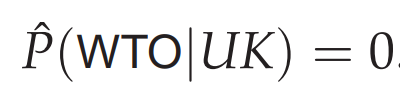 P̂(WTO|UK) = 0.